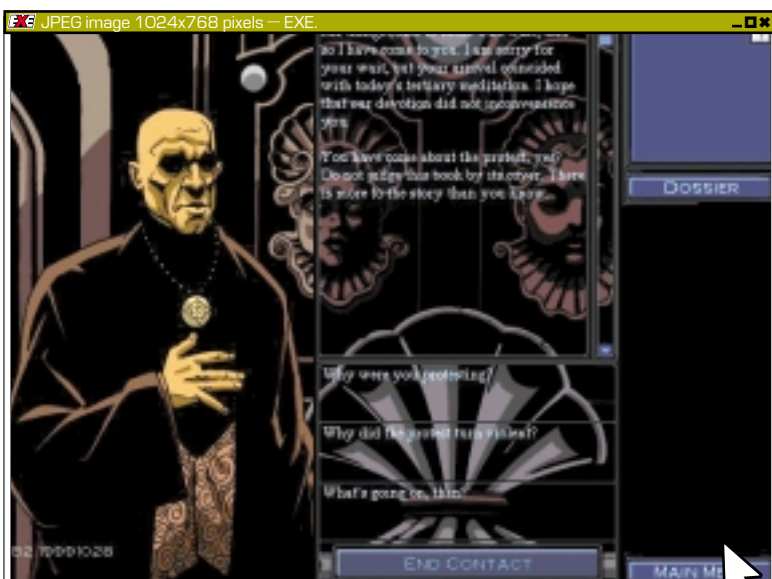 EXE JPEG image 1024x768 pixels — EXE.
so I have come to you. I am sorry for
your wait, but your arrival coincided
with today's tertiary meditation. I hope
that our devotion did not inconvenience
you.
You have come about the protest, yes?
Do not judge this book by its cover. There
is more to the story than you know.
DOSSIER
Why were you protesting?
Why did the protest turn violent?
What's going on, then?
END CONTACT
MAIN